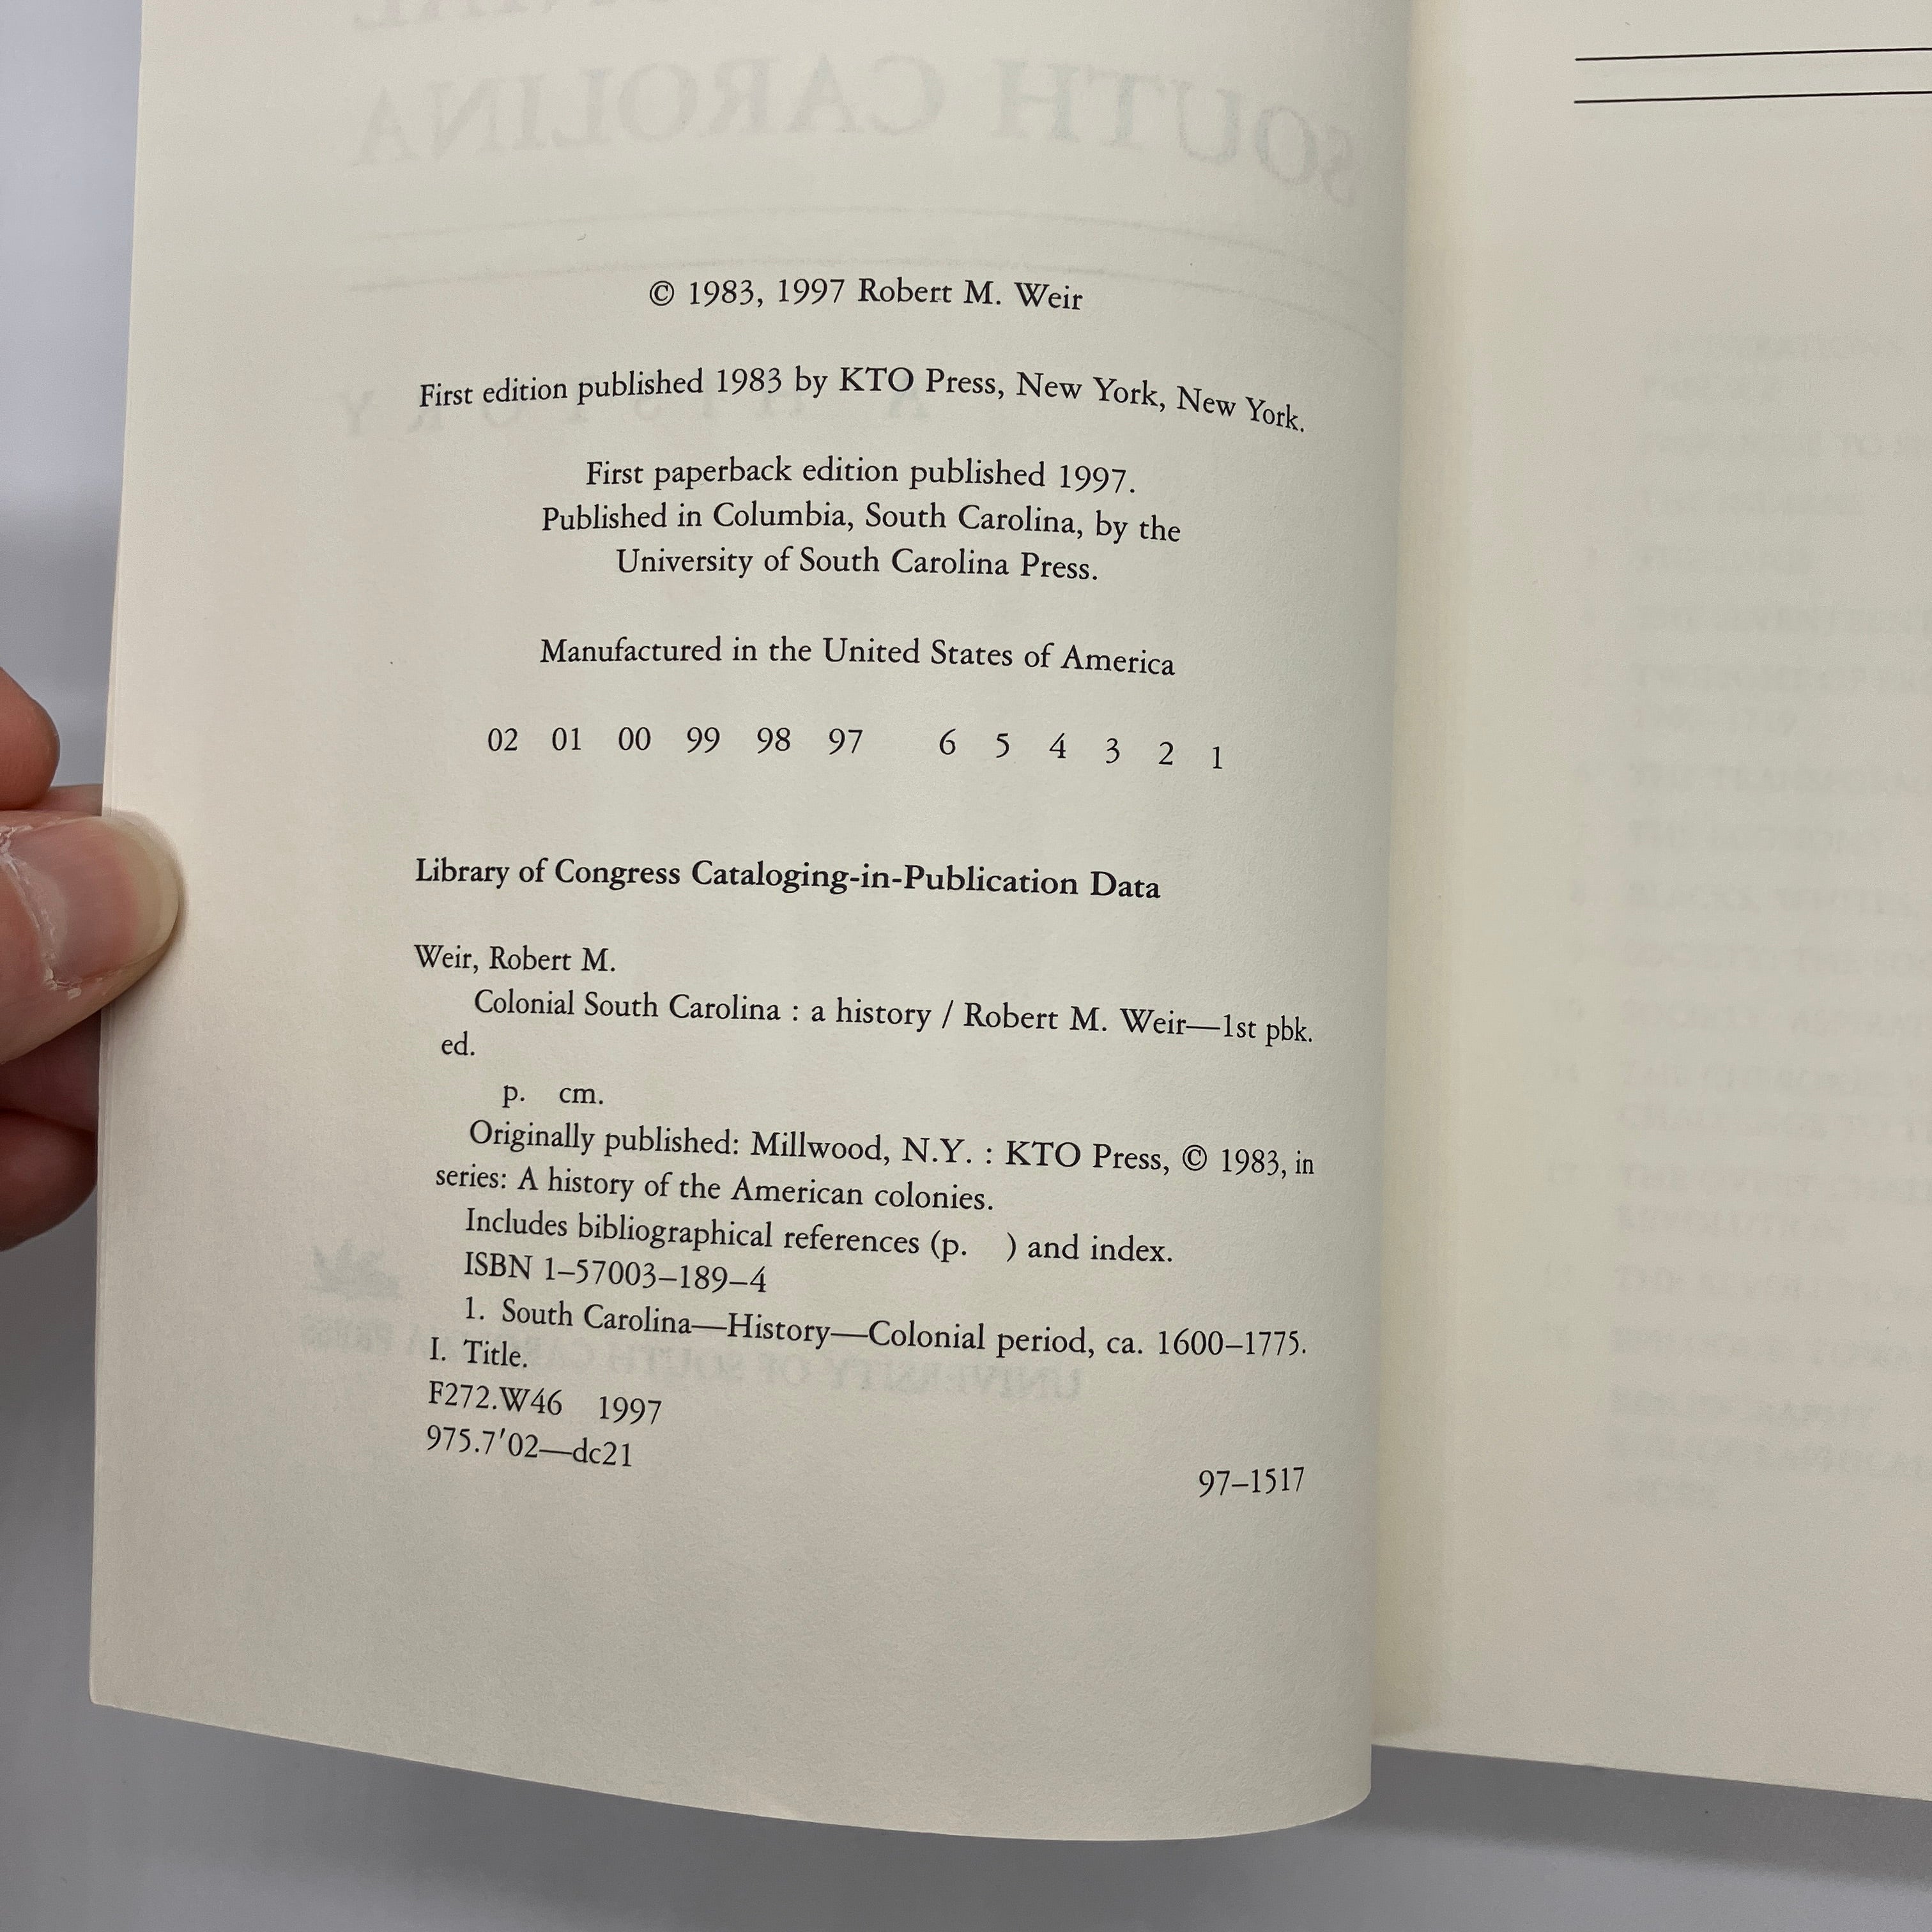 © 1983, 1997 Robert M. Weir
First edition published 1983 by KTO Press, New York, New York.
First paperback edition published 1997.
Published in Columbia, South Carolina, by the
University of South Carolina Press.
Manufactured in the United States of America
02 01 00 99 98 97 6 5 4 3 2 1
Library of Congress Cataloging-in-Publication Data
Weir, Robert M.
Colonial South Carolina : a history / Robert M. Weir—1st pbk.
ed.
p. cm.
Originally published: Millwood, N.Y. : KTO Press, © 1983, in
series: A history of the American colonies.
Includes bibliographical references (p. ) and index.
ISBN 1–57003–189–4
1. South Carolina—History—Colonial period, ca. 1600–1775.
I. Title.
F272.W46 1997
975.7′02—dc21
97–1517